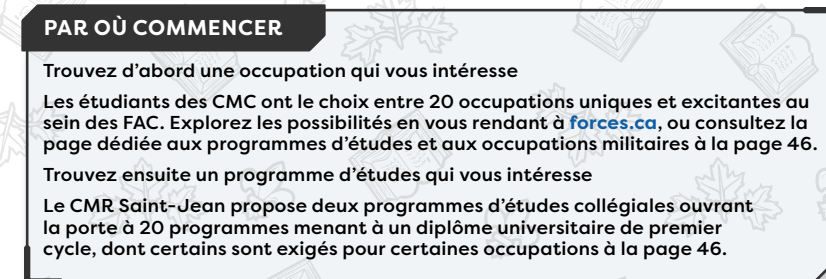 PAR OÙ COMMENCER
Trouvez d'abord une occupation qui vous intéresse
Les étudiants des CMC ont le choix entre 20 occupations uniques et excitantes au
sein des FAC. Explorez les possibilités en vous rendant à forces.ca, ou consultez la
page dédiée aux programmes d'études et aux occupations militaires à la page 46.
Trouvez ensuite un programme d'études qui vous intéresse
Le CMR Saint-Jean propose deux programmes d'études collégiales ouvrant
la porte à 20 programmes menant à un diplôme universitaire de premier
cycle, dont certains sont exigés pour certaines occupations à la page 46.